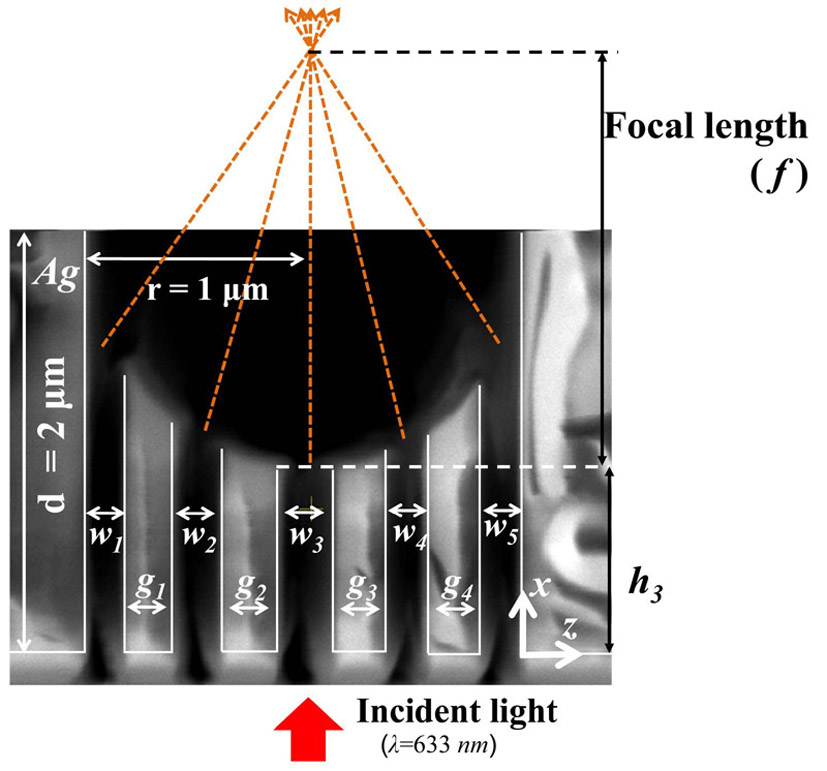 Focal length
(f)
Ag
r = 1 μm
d = 2 μm
w1
w2
w3
w4
w5
g1
g2
g3
g4
x
z
h3
Incident light
(λ=633 nm)